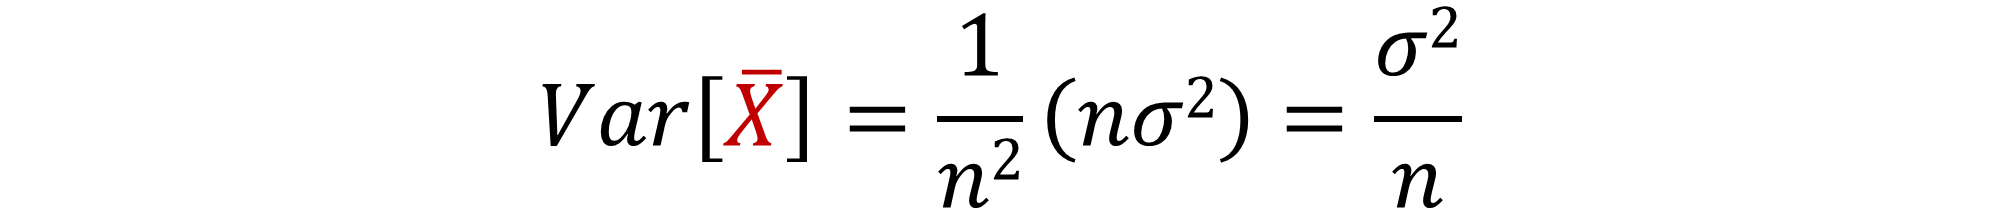 Var[X̄] = 1/n² (nσ²) = σ²/n